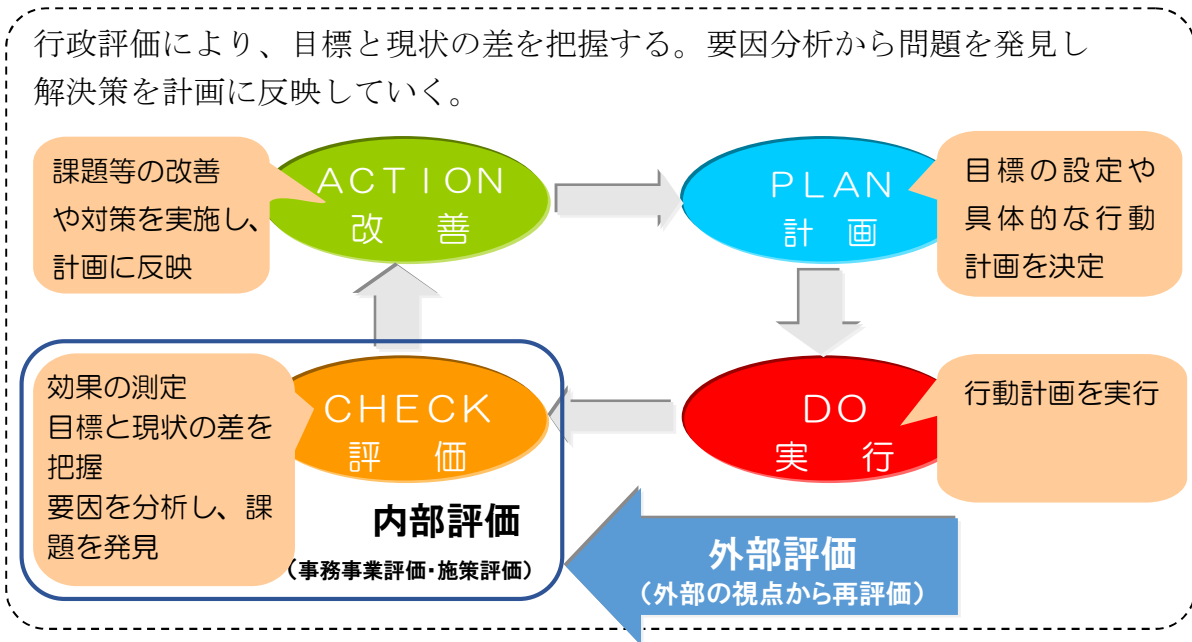 行政評価により、目標と現状の差を把握する。要因分析から問題を発見し
解決策を計画に反映していく。
課題等の改善
や対策を実施し、
計画に反映
ＡＣＴＩＯＮ
改　善
ＰＬＡＮ
計　画
目標の設定や
具体的な行動
計画を決定
効果の測定
目標と現状の差を
把握
要因を分析し、課
題を発見
ＣＨＥＣＫ
評　価
ＤＯ
実　行
行動計画を実行
内部評価
（事務事業評価・施策評価）
外部評価
（外部の視点から再評価）